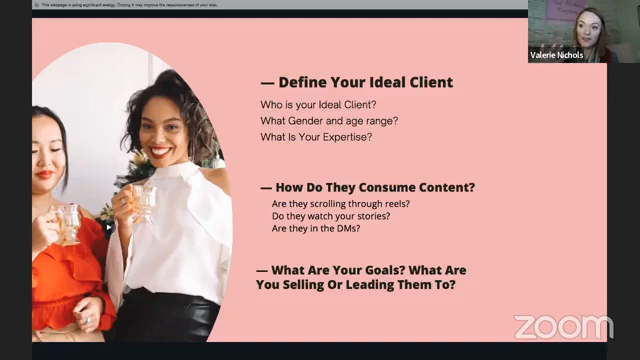 This webpage is using significant energy. Closing it may improve the responsiveness of your Mac.
Valerie Nichols
— Define Your Ideal Client
Who is your Ideal Client?
What Gender and age range?
What Is Your Expertise?
— How Do They Consume Content?
Are they scrolling through reels?
Do they watch your stories?
Are they in the DMs?
— What Are Your Goals? What Are
You Selling Or Leading Them To?
zoom